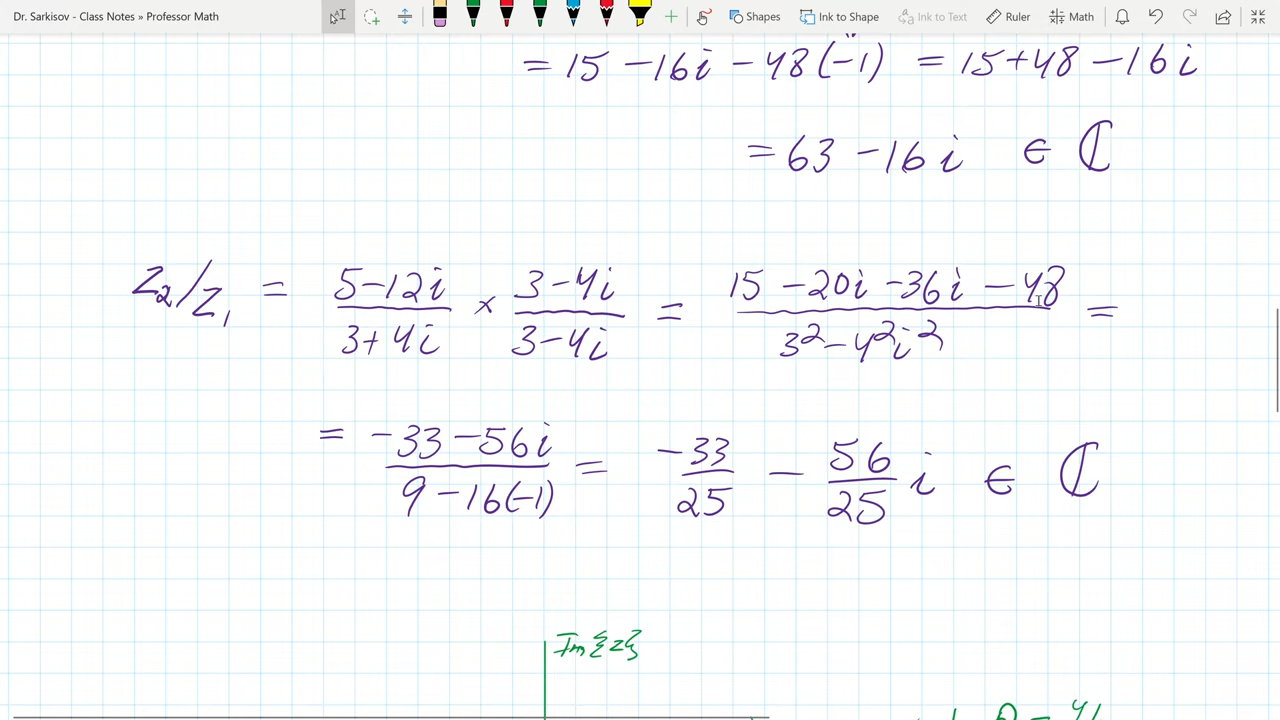 Dr. Sarkisov - Class Notes » Professor Math
Shapes Ink to Shape Ink to Text Ruler Math
= 15 - 16i - 48(-1) = 15+48 - 16i
= 63 - 16i ∈ ℂ
Z₂/Z₁ = (5-12i)/(3+4i) × (3-4i)/(3-4i) = (15 - 20i - 36i - 48)/(3² - 4²i²) =
= (-33 - 56i)/(9 - 16(-1)) = -33/25 - 56/25 i ∈ ℂ
Im{z}